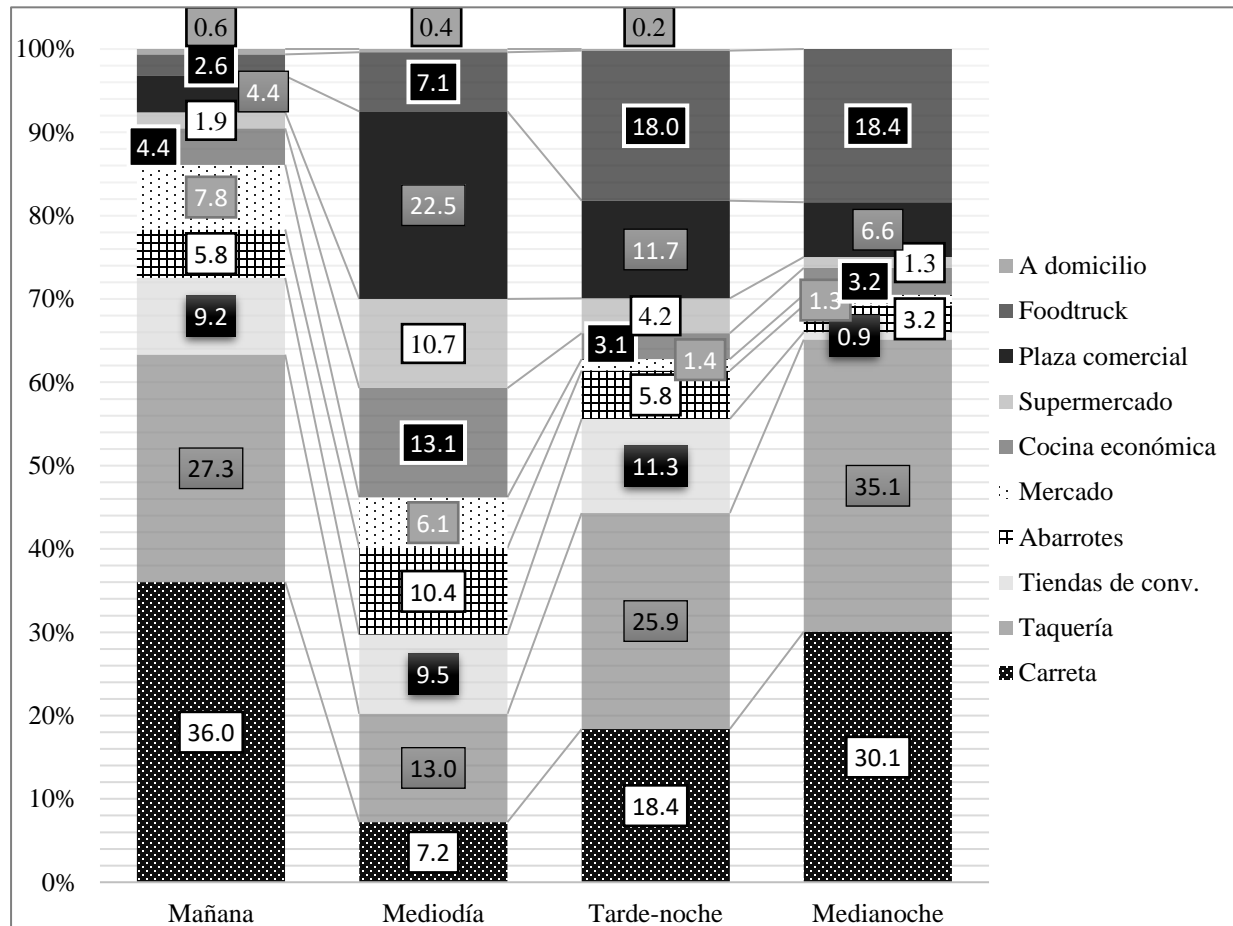 0.6 0.4 0.2
100%
2.6 7.1 18.0 18.4
4.4
90%
1.9
4.4
7.8 22.5 11.7 6.6
80%
5.8
1.3
3.2
70%
9.2 10.7 4.2 1.3 3.2
3.1 0.9
1.4
60%
13.1 5.8
27.3 11.3 35.1
50%
6.1
40%
10.4
30%
25.9
9.5
20%
36.0 30.1
13.0
10%
18.4
7.2
0%
Mañana Mediodía Tarde-noche Medianoche
A domicilio
Foodtruck
Plaza comercial
Supermercado
Cocina económica
Mercado
Abarrotes
Tiendas de conv.
Taquería
Carreta